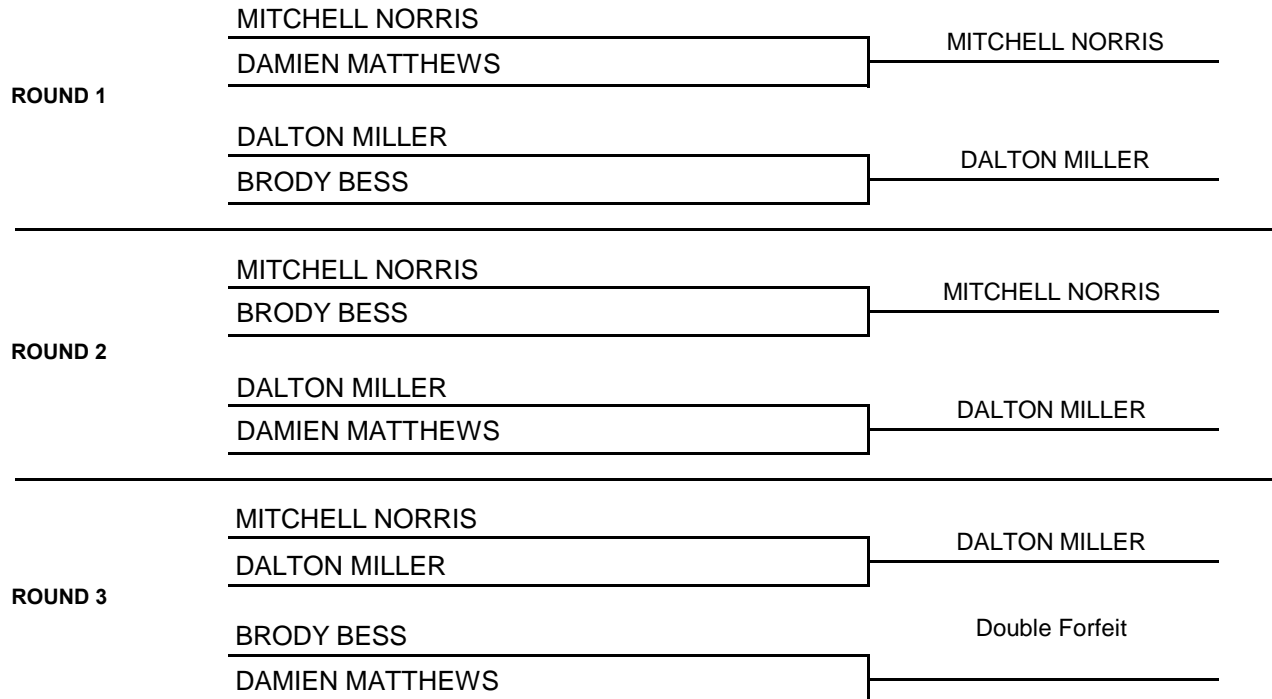 MITCHELL NORRIS
MITCHELL NORRIS
DAMIEN MATTHEWS
ROUND 1
DALTON MILLER
DALTON MILLER
BRODY BESS
MITCHELL NORRIS
MITCHELL NORRIS
BRODY BESS
ROUND 2
DALTON MILLER
DALTON MILLER
DAMIEN MATTHEWS
MITCHELL NORRIS
DALTON MILLER
DALTON MILLER
ROUND 3
BRODY BESS
Double Forfeit
DAMIEN MATTHEWS